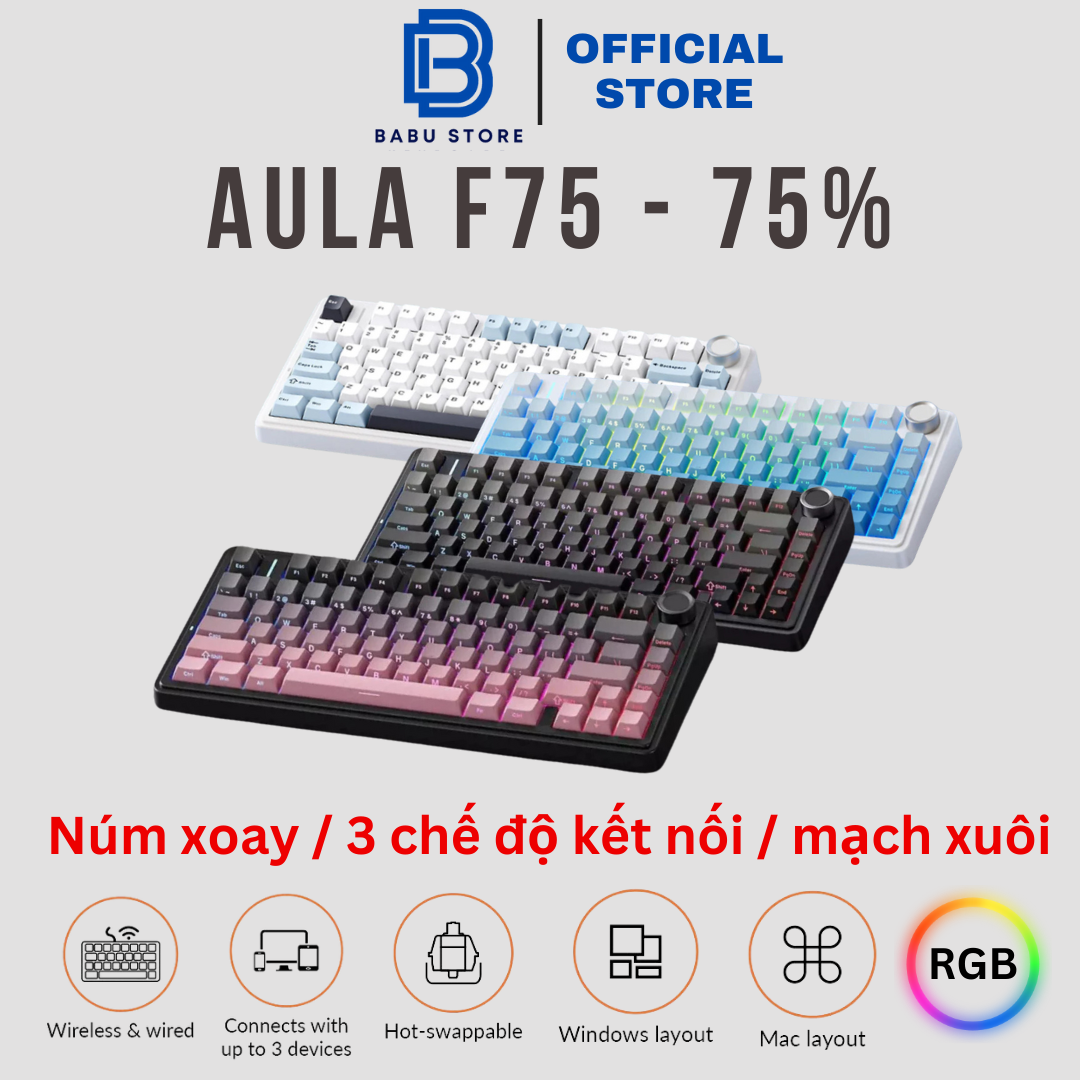 BABU STORE
OFFICIAL
STORE
AULA F75 - 75%
Núm xoay / 3 chế độ kết nối / mạch xuôi
Wireless & wired
Connects with
up to 3 devices
Hot-swappable
Windows layout
Mac layout
RGB